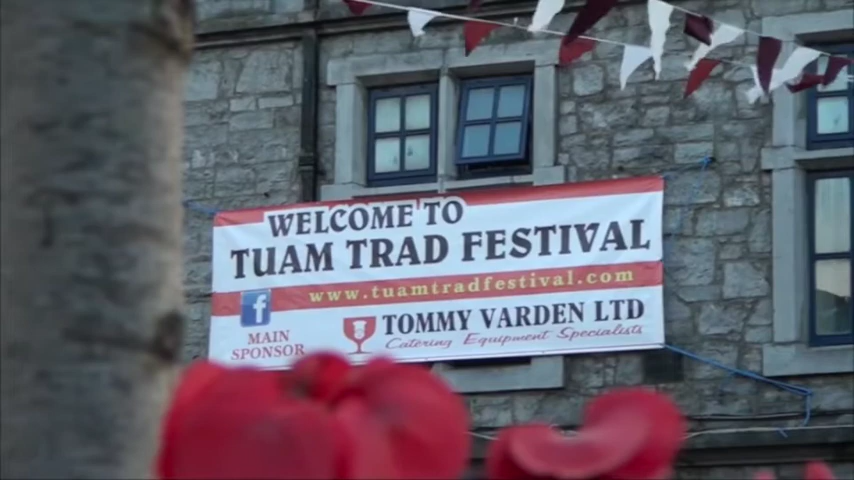 WELCOME TO
TUAM TRAD FESTIVAL
www.tuamtradfestival.com
f
MAIN
SPONSOR
TOMMY VARDEN LTD
Catering Equipment Specialists